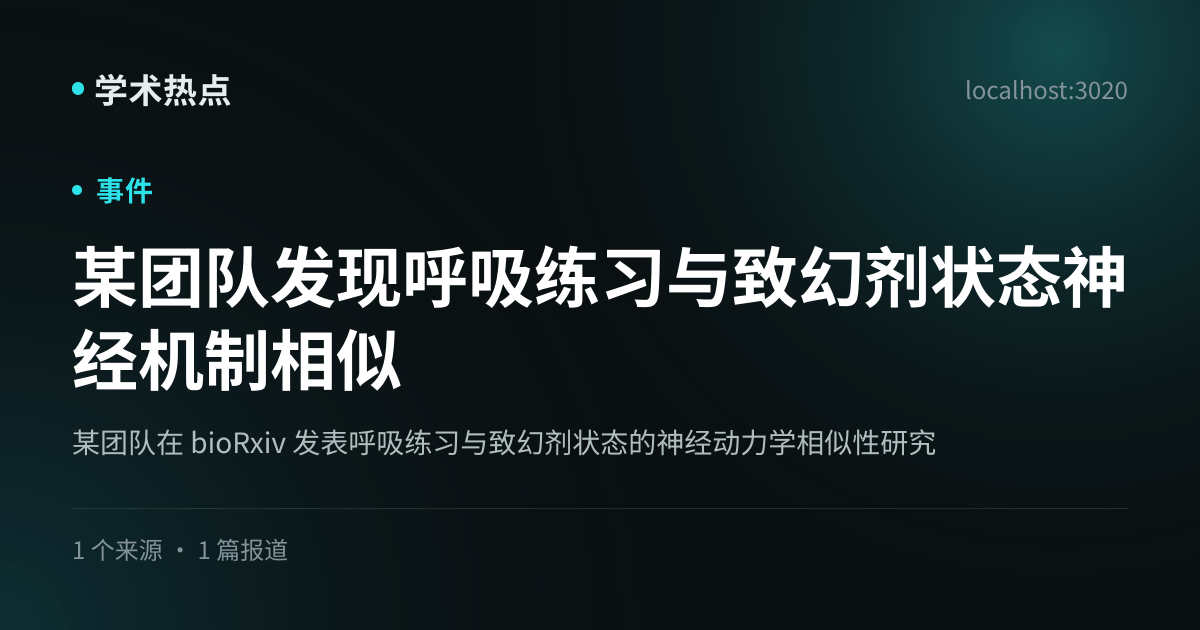 学术热点
localhost:3020
事件
某团队发现呼吸练习与致幻剂状态神
经机制相似
某团队在 bioRxiv 发表呼吸练习与致幻剂状态的神经动力学相似性研究
1 个来源 · 1 篇报道